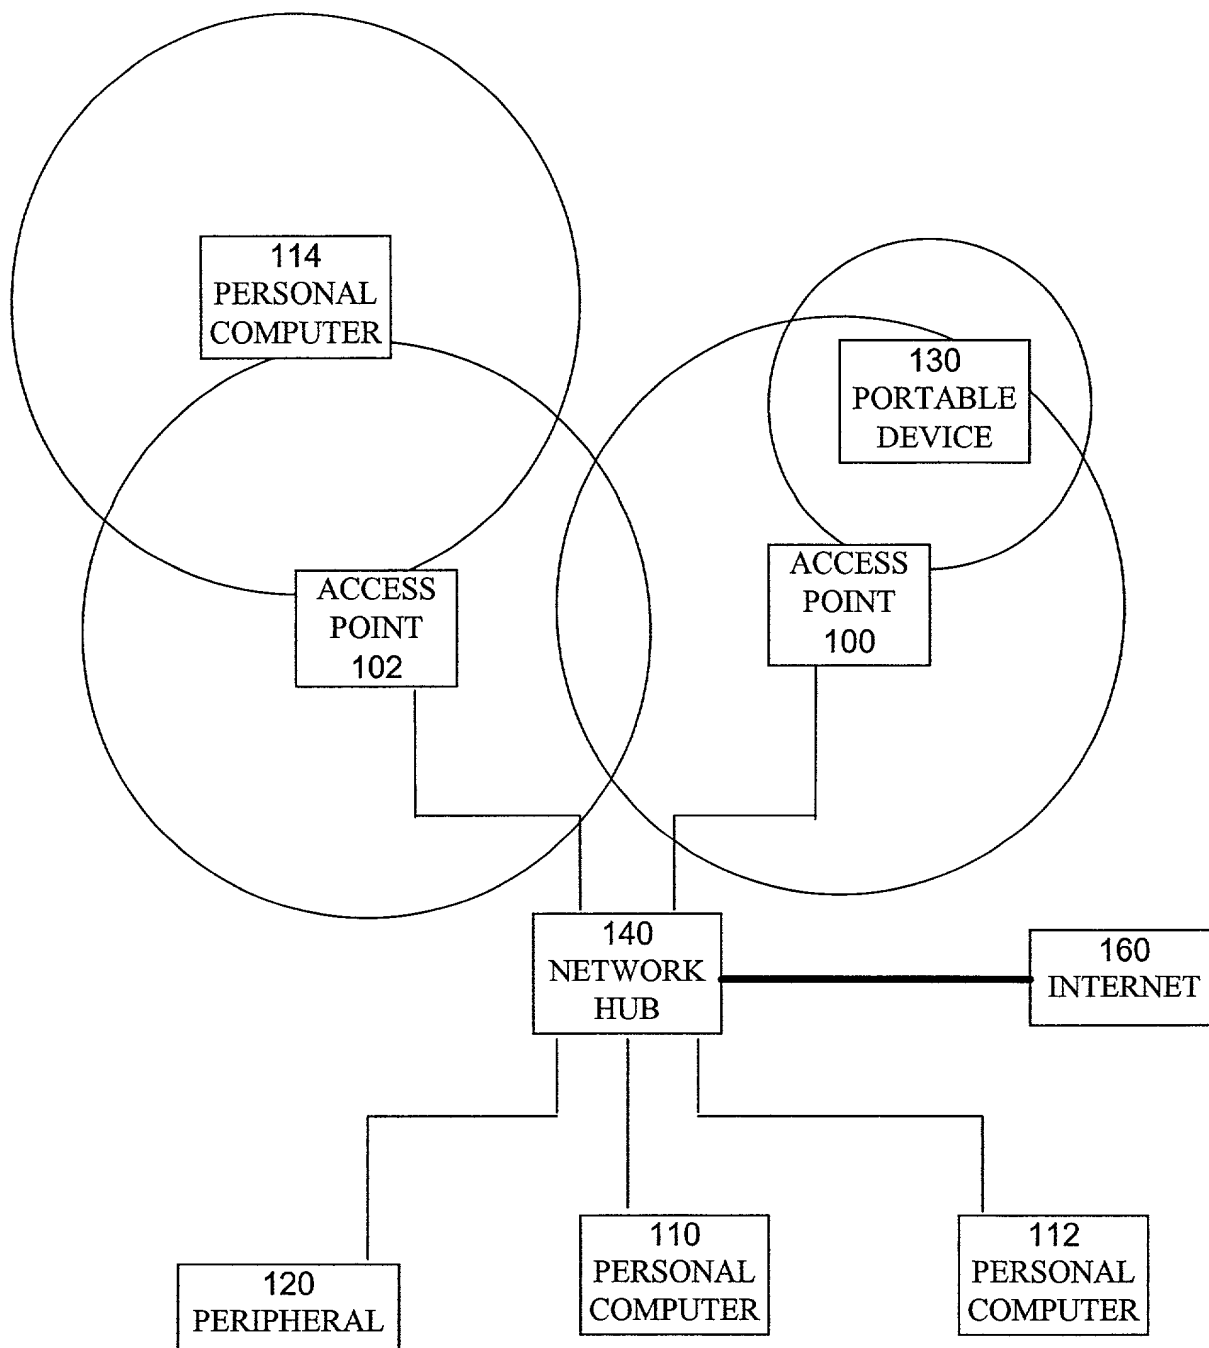 114
PERSONAL
COMPUTER
130
PORTABLE
DEVICE
ACCESS
POINT
102
ACCESS
POINT
100
140
NETWORK
HUB
160
INTERNET
120
PERIPHERAL
110
PERSONAL
COMPUTER
112
PERSONAL
COMPUTER